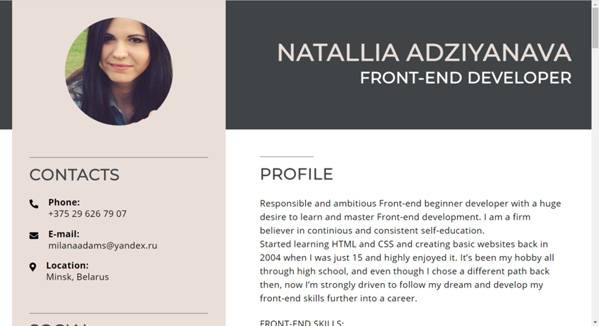 NATALLIA ADZIYANAVA
FRONT-END DEVELOPER
CONTACTS
Phone:
+375 29 626 79 07
E-mail:
milanaadams@yandex.ru
Location:
Minsk, Belarus
SOCIAL
PROFILE
Responsible and ambitious Front-end beginner developer with a huge
desire to learn and master Front-end development. I am a firm
believer in continious and consistent self-education.
Started learning HTML and CSS and creating basic websites back in
2004 when I was just 15 and highly enjoyed it. It's been my hobby all
through high school, and even though I chose a different path back
then, now I'm strongly driven to follow my dream and develop my
front-end skills further into a career.
FRONT-END SKILLS: